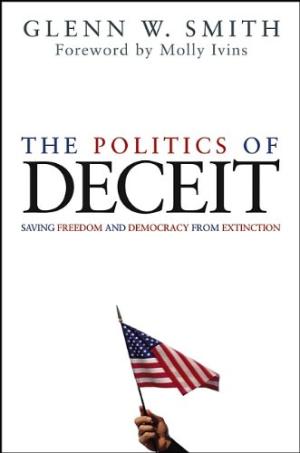 GLENN W. SMITH
Foreword by Molly Ivins
THE POLITICS OF
DECEIT
SAVING FREEDOM AND DEMOCRACY FROM EXTINCTION